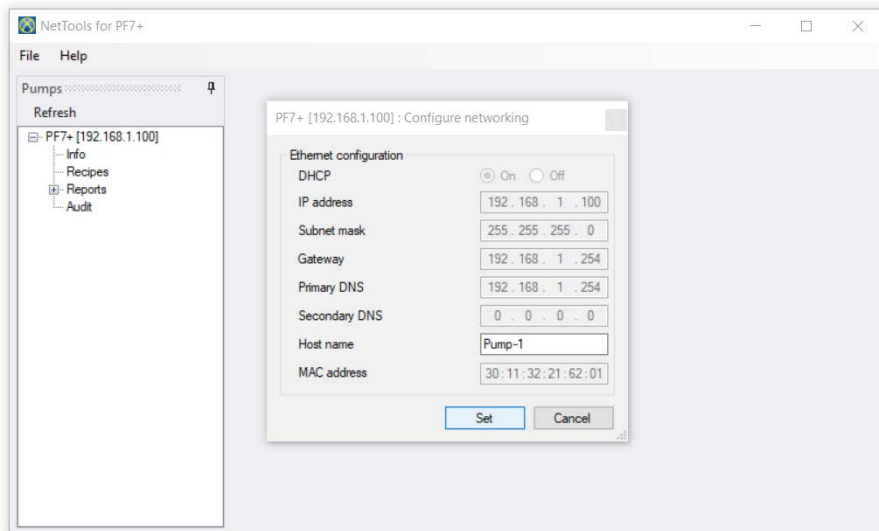 NetTools for PF7+
File Help
Pumps
Refresh
PF7+ [192.168.1.100]
Info
Recipes
Reports
Audit
PF7+ [192.168.1.100] : Configure networking
Ethernet configuration
DHCP On Off
IP address 192 . 168 . 1 . 100
Subnet mask 255 . 255 . 255 . 0
Gateway 192 . 168 . 1 . 254
Primary DNS 192 . 168 . 1 . 254
Secondary DNS 0 . 0 . 0 . 0
Host name Pump-1
MAC address 30 : 11 : 32 : 21 : 62 : 01
Set Cancel